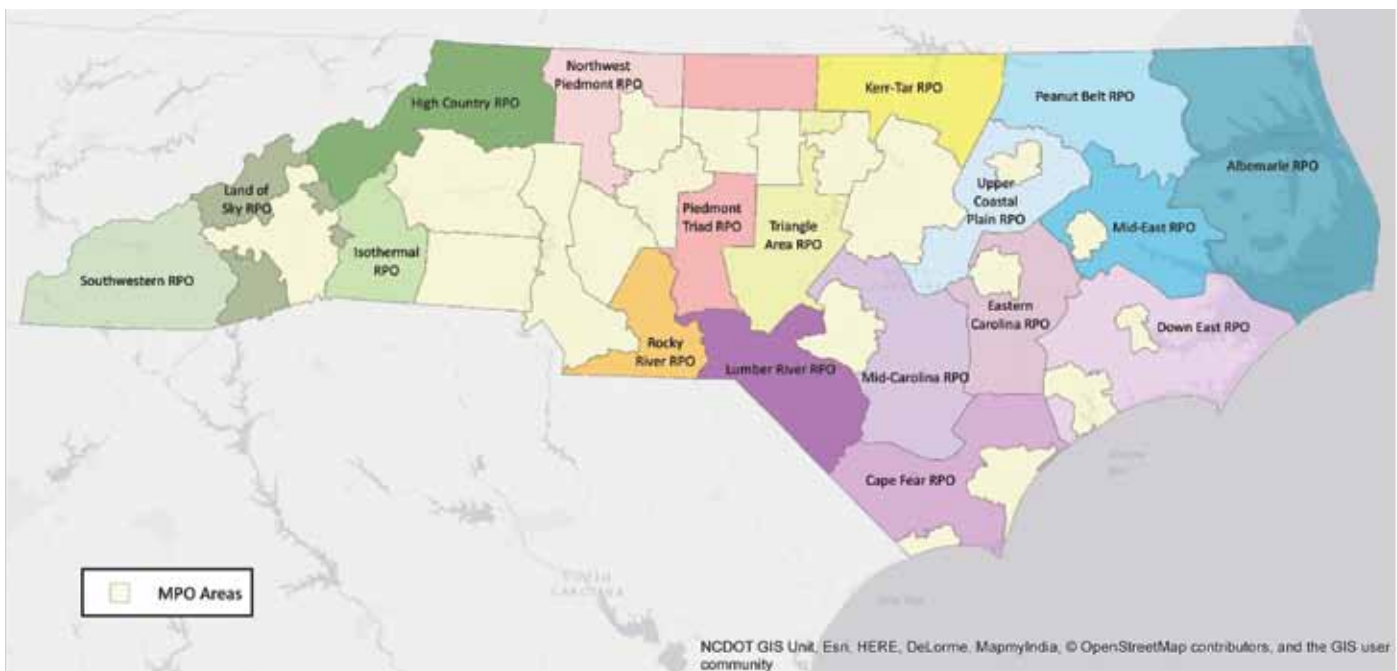 Northwest
Piedmont RPO
Kerr-Tar RPO
High Country RPO
Peanut Belt RPO
Albemarle RPO
Land of
Sky RPO
Upper
Coastal
Plain RPO
Piedmont
Triad RPO
Triangle
Area RPO
Mid-East RPO
Isothermal
RPO
Southwestern RPO
Eastern
Carolina RPO
Down East RPO
Rocky
River RPO
Lumber River RPO
Mid-Carolina RPO
Cape Fear RPO
SOUTH
CAROLINA
MPO Areas
NCDOT GIS Unit, Esri, HERE, DeLorme, MapmyIndia, © OpenStreetMap contributors, and the GIS user
community